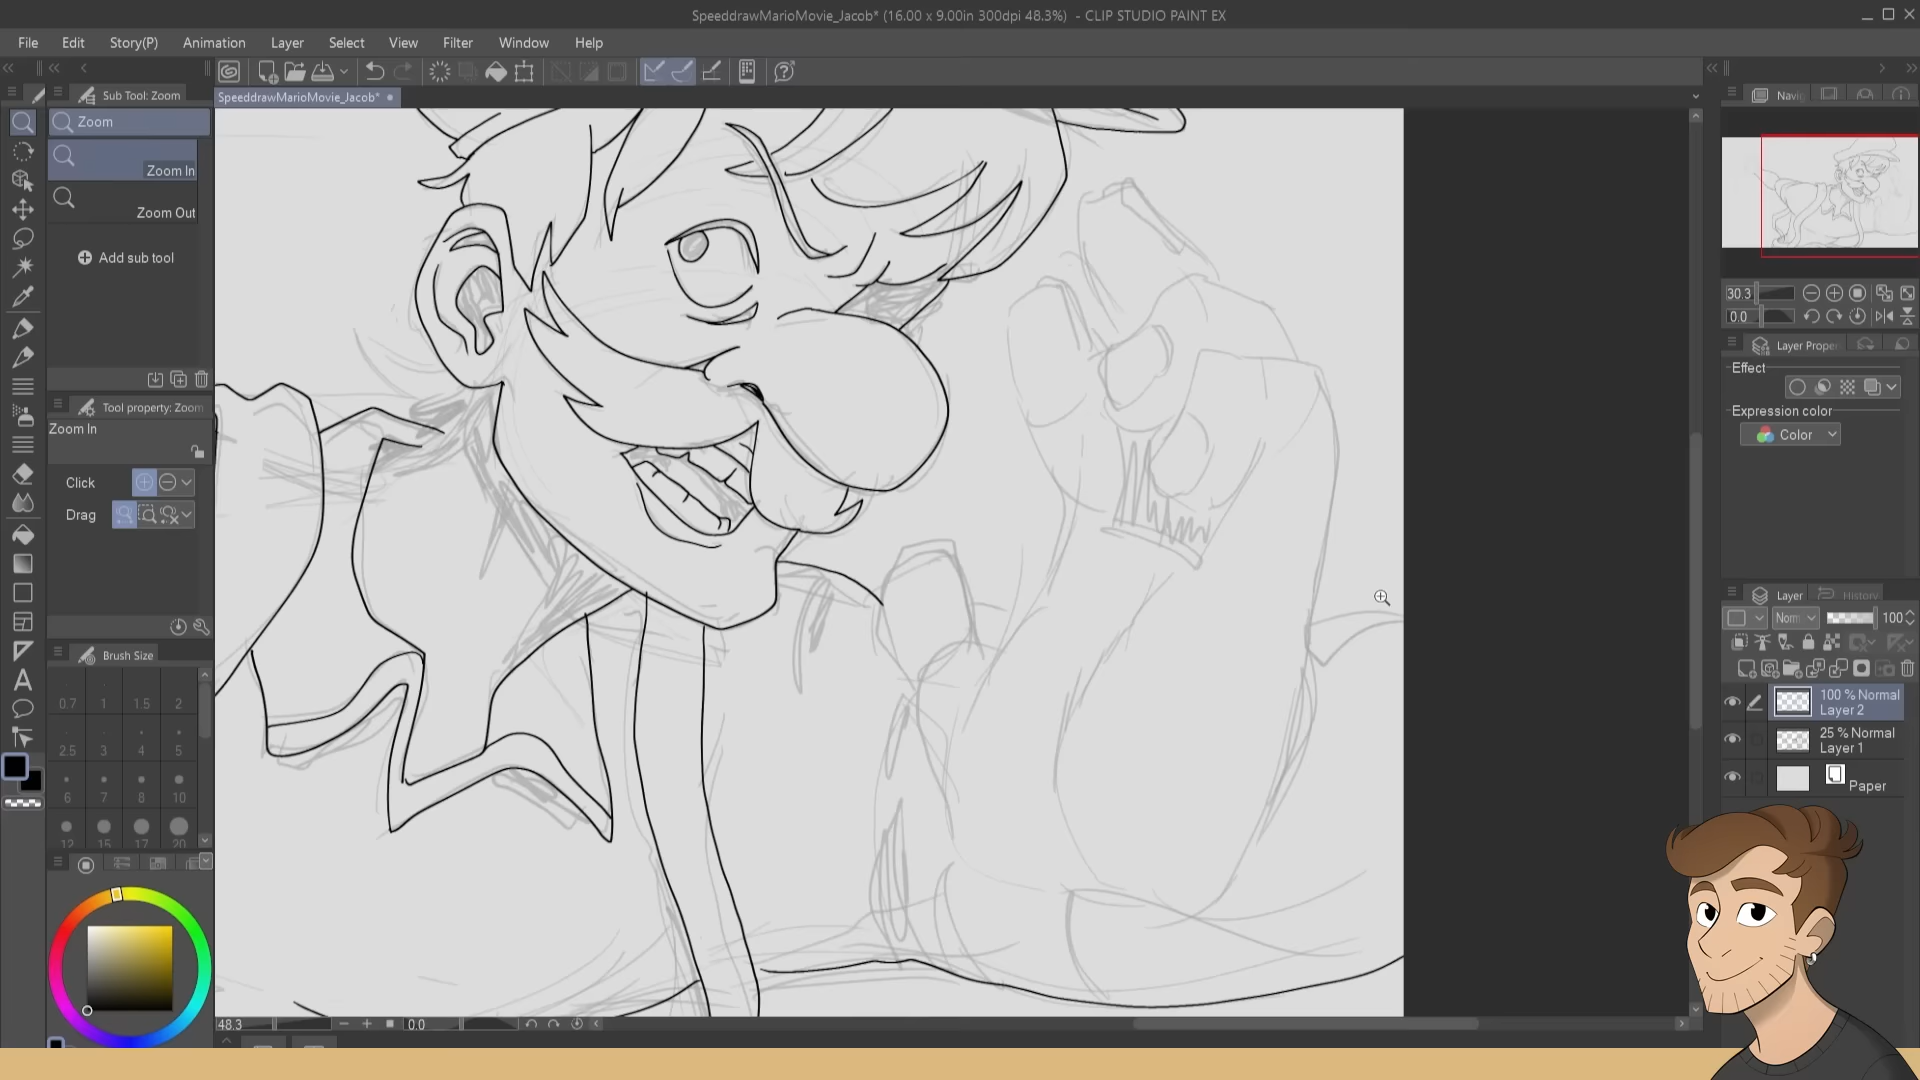 SpeeddrawMarioMovie_Jacob* (16.00 x 9.00in 300dpi 48.3%) - CLIP STUDIO PAINT EX
File Edit Story(P) Animation Layer Select View Filter Window Help
Sub Tool: Zoom
SpeeddrawMarioMovie_Jacob*
Zoom
Zoom In
Zoom Out
Add sub tool
Tool property: Zoom
Zoom In
Click
Drag
Brush Size
0.7 1 1.5 2
2.5 3 4 5
6 7 8 10
12 15 17 20
48.3 0.0
Navi
30.3
0.0
Layer Prope
Effect
Expression color
Color
Layer History
Norm 100
100 % Normal
Layer 2
25 % Normal
Layer 1
Paper